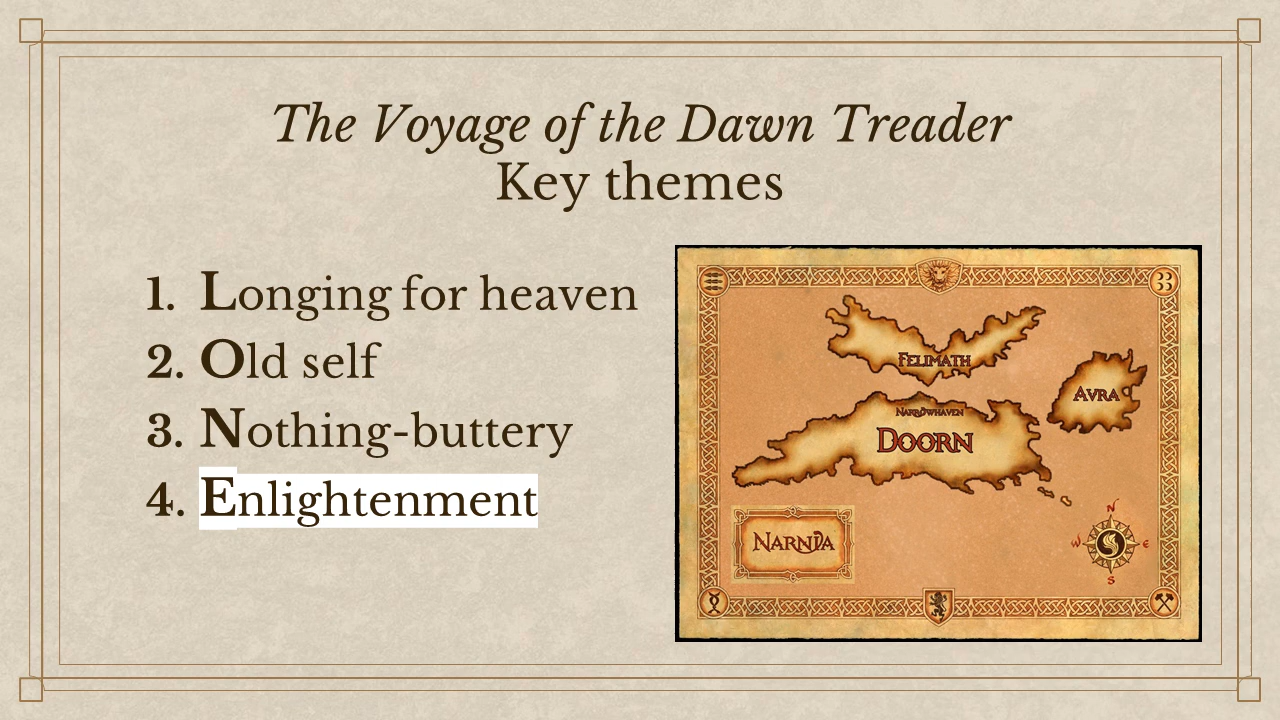 The Voyage of the Dawn Treader
Key themes
1. Longing for heaven
2. Old self
3. Nothing-buttery
4. Enlightenment
33
FELIMATH
AVRA
NARROWHAVEN
DOORN
NARNIA
N
W E
S